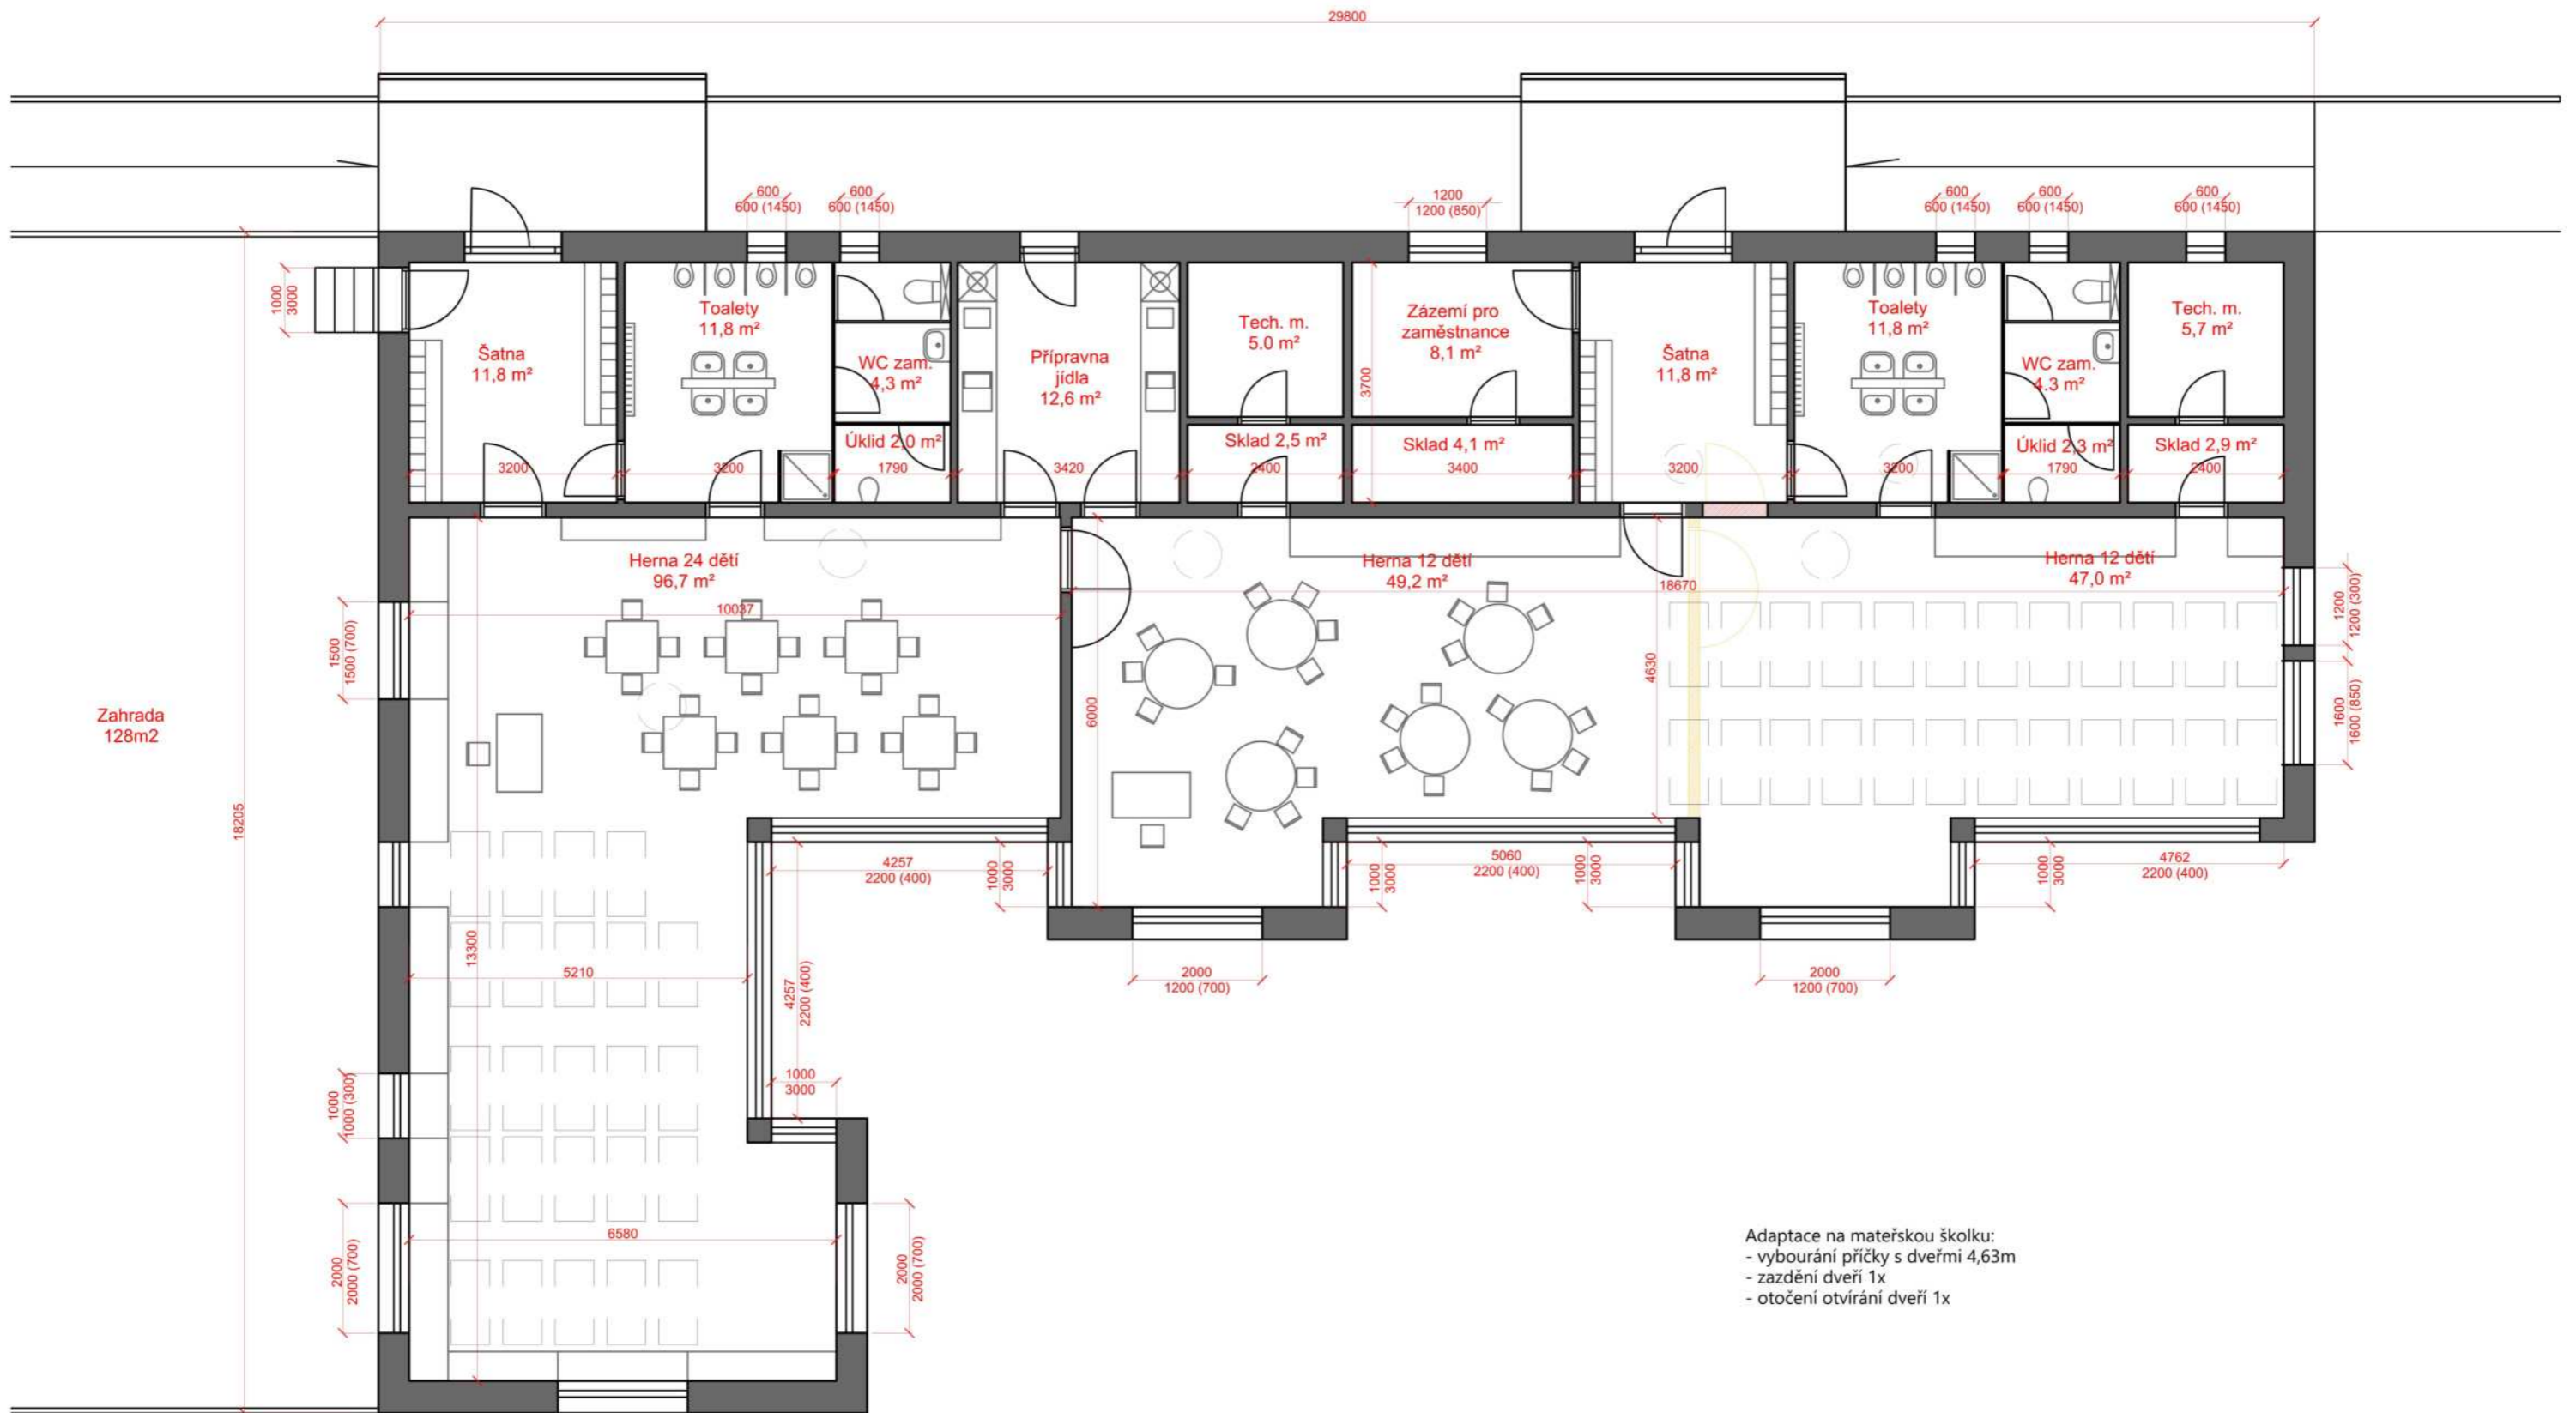 29800
600
600 (1450)
600
600 (1450)
1200
1200 (850)
600
600 (1450)
600
600 (1450)
600
600 (1450)
1000
3000
Šatna
11,8 m²
Toalety
11,8 m²
WC zam.
4,3 m²
Úklid 2,0 m²
Přípravna
jídla
12,6 m²
Tech. m.
5.0 m²
Sklad 2,5 m²
Zázemí pro
zaměstnance
8,1 m²
3700
Sklad 4,1 m²
Šatna
11,8 m²
Toalety
11,8 m²
WC zam.
4.3 m²
Úklid 2,3 m²
Tech. m.
5,7 m²
Sklad 2,9 m²
3200
3200
1790
3420
2400
3400
3200
3200
1790
2400
Herna 24 dětí
96,7 m²
Herna 12 dětí
49,2 m²
Herna 12 dětí
47,0 m²
10037
18670
1500
1500 (700)
1200
1200 (300)
6000
4630
1600
1600 (850)
Zahrada
128m2
18205
4257
2200 (400)
1000
3000
1000
3000
5060
2200 (400)
1000
3000
1000
3000
4762
2200 (400)
13300
5210
4257
2200 (400)
2000
1200 (700)
2000
1200 (700)
1000
1000 (300)
1000
3000
6580
2000
2000 (700)
2000
2000 (700)
Adaptace na mateřskou školku:
- vybourání příčky s dveřmi 4,63m
- zazdění dveří 1x
- otočení otvírání dveří 1x